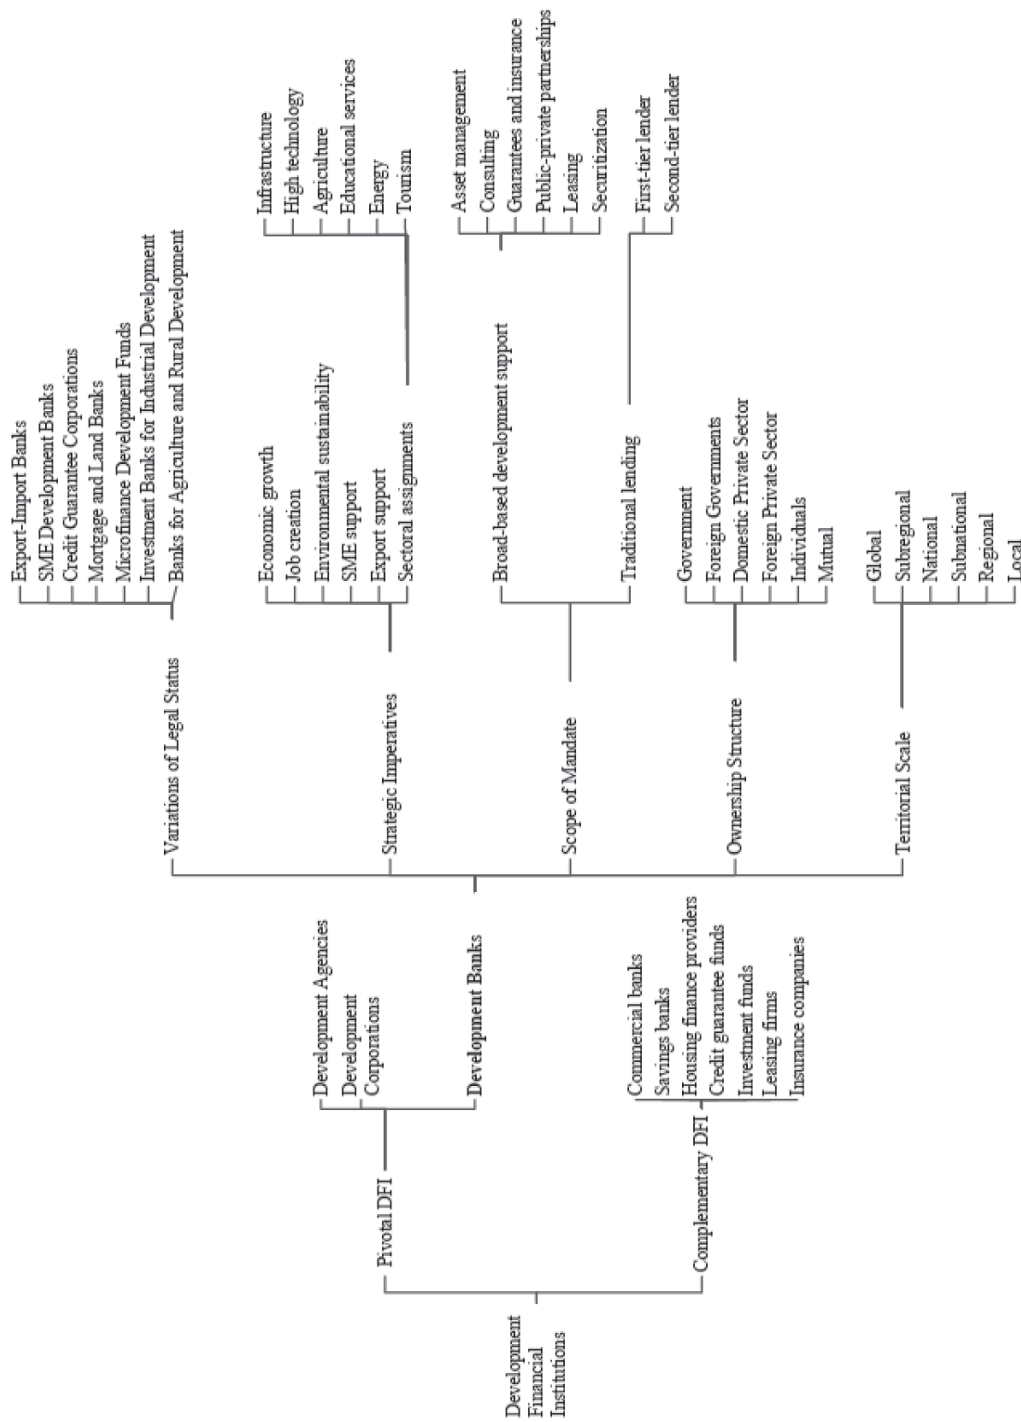 Development
Financial
Institutions
Pivotal DFI
Development Agencies
Development
Corporations
Development Banks
Variations of Legal Status
Export-Import Banks
SME Development Banks
Credit Guarantee Corporations
Mortgage and Land Banks
Microfinance Development Funds
Investment Banks for Industrial Development
Banks for Agriculture and Rural Development
Strategic Imperatives
Economic growth
Job creation
Environmental sustainability
SME support
Export support
Sectoral assignments
Infrastructure
High technology
Agriculture
Educational services
Energy
Tourism
Scope of Mandate
Broad-based development support
Asset management
Consulting
Guarantees and insurance
Public-private partnerships
Leasing
Securitization
Traditional lending
First-tier lender
Second-tier lender
Ownership Structure
Government
Foreign Governments
Domestic Private Sector
Foreign Private Sector
Individuals
Mutual
Territorial Scale
Global
Subregional
National
Subnational
Regional
Local
Complementary DFI
Commercial banks
Savings banks
Housing finance providers
Credit guarantee funds
Investment funds
Leasing firms
Insurance companies